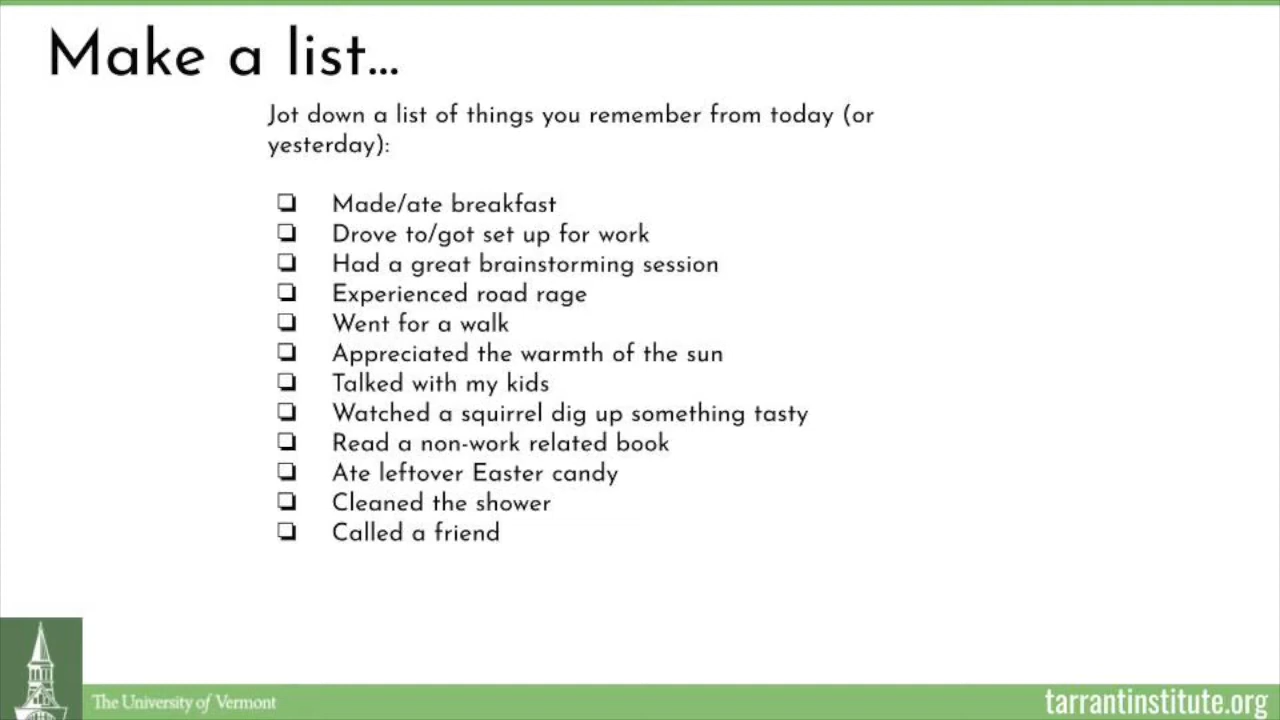 Make a list...
Jot down a list of things you remember from today (or
yesterday):
❏ Made/ate breakfast
❏ Drove to/got set up for work
❏ Had a great brainstorming session
❏ Experienced road rage
❏ Went for a walk
❏ Appreciated the warmth of the sun
❏ Talked with my kids
❏ Watched a squirrel dig up something tasty
❏ Read a non-work related book
❏ Ate leftover Easter candy
❏ Cleaned the shower
❏ Called a friend
The University of Vermont
tarrantinstitute.org